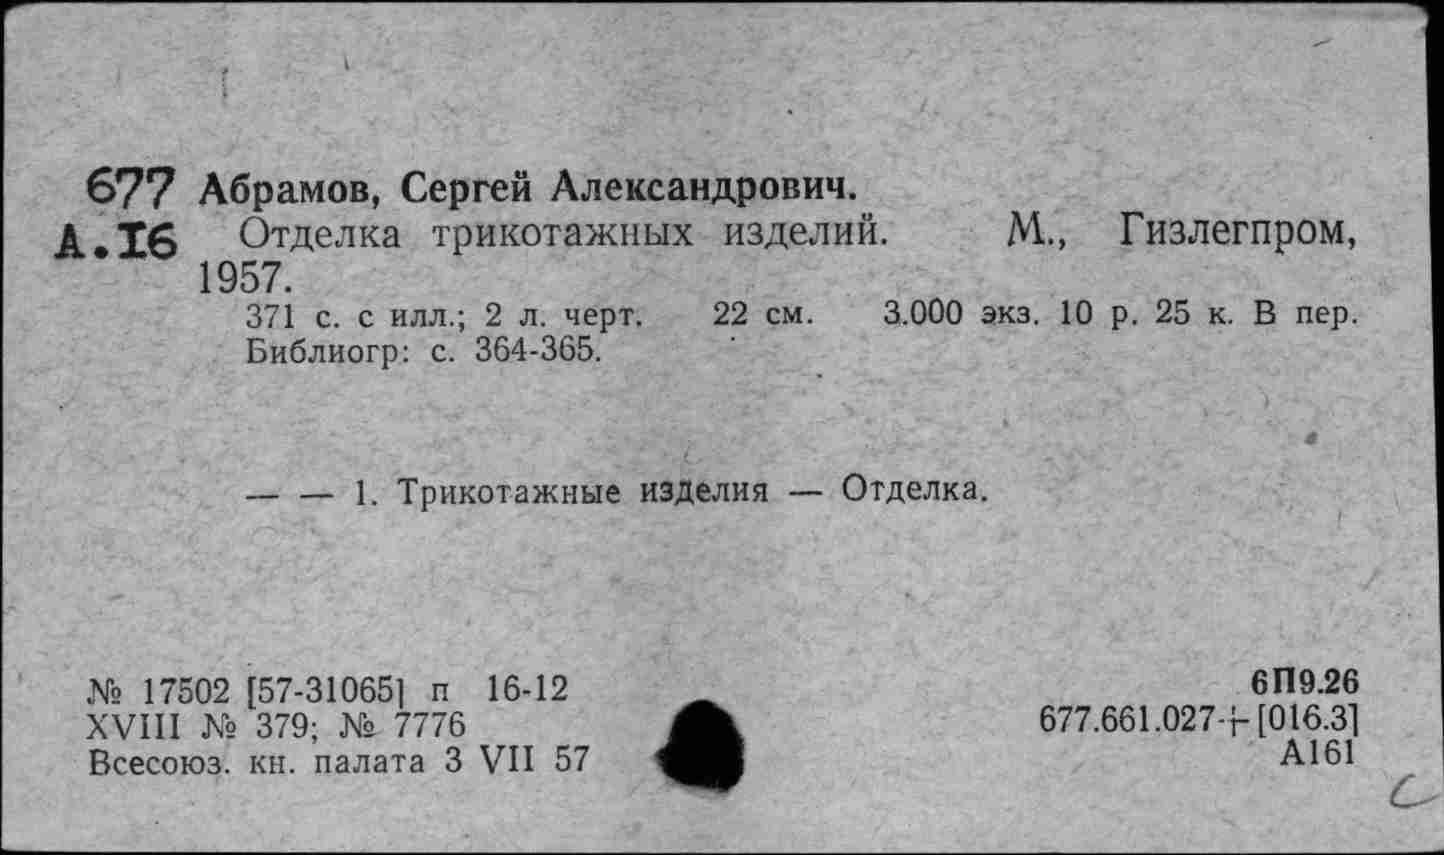 677 Абрамов, Сергей Александрович.
А.I6 Отделка трикотажных изделий. М., Гизлегпром,
1957.
371 с. с илл.; 2 л. черт. 22 см. 3.000 экз. 10 р. 25 к. В пер.
Библиогр: с. 364-365.
— — 1. Трикотажные изделия — Отделка.
№ 17502 [57-31065] п 16-12
XVIII № 379; № 7776
Всесоюз. кн. палата 3 VII 57
6П9.26
677.661.027+[016.3]
А161
С